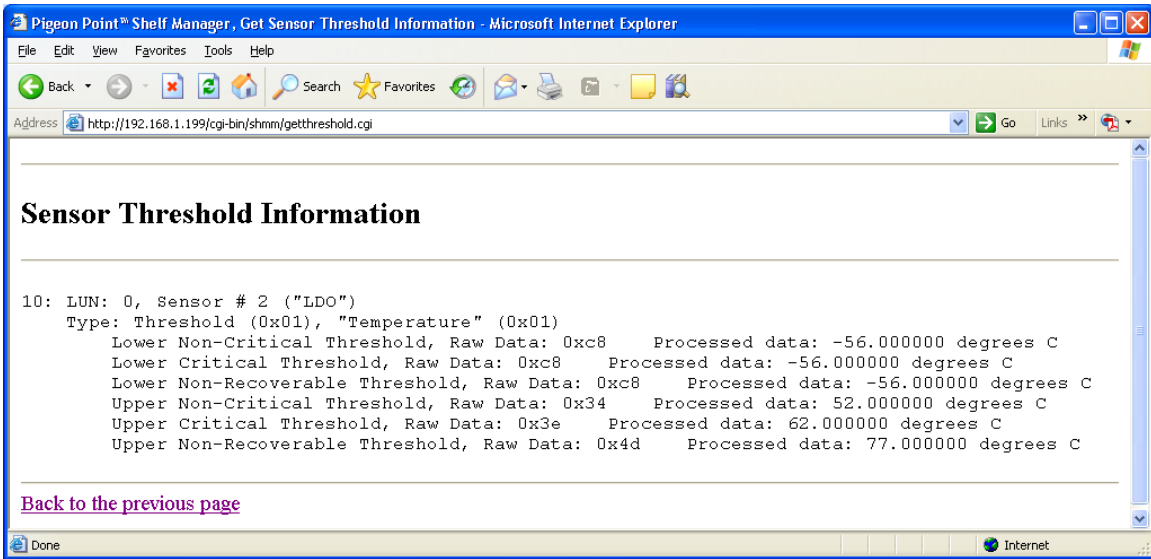 Pigeon Point™ Shelf Manager, Get Sensor Threshold Information - Microsoft Internet Explorer
File Edit View Favorites Tools Help
Back Search Favorites
Address http://192.168.1.199/cgi-bin/shmm/getthreshold.cgi Go Links »
Sensor Threshold Information
10: LUN: 0, Sensor # 2 ("LDO")
Type: Threshold (0x01), "Temperature" (0x01)
Lower Non-Critical Threshold, Raw Data: 0xc8 Processed data: -56.000000 degrees C
Lower Critical Threshold, Raw Data: 0xc8 Processed data: -56.000000 degrees C
Lower Non-Recoverable Threshold, Raw Data: 0xc8 Processed data: -56.000000 degrees C
Upper Non-Critical Threshold, Raw Data: 0x34 Processed data: 52.000000 degrees C
Upper Critical Threshold, Raw Data: 0x3e Processed data: 62.000000 degrees C
Upper Non-Recoverable Threshold, Raw Data: 0x4d Processed data: 77.000000 degrees C
Back to the previous page
Done Internet